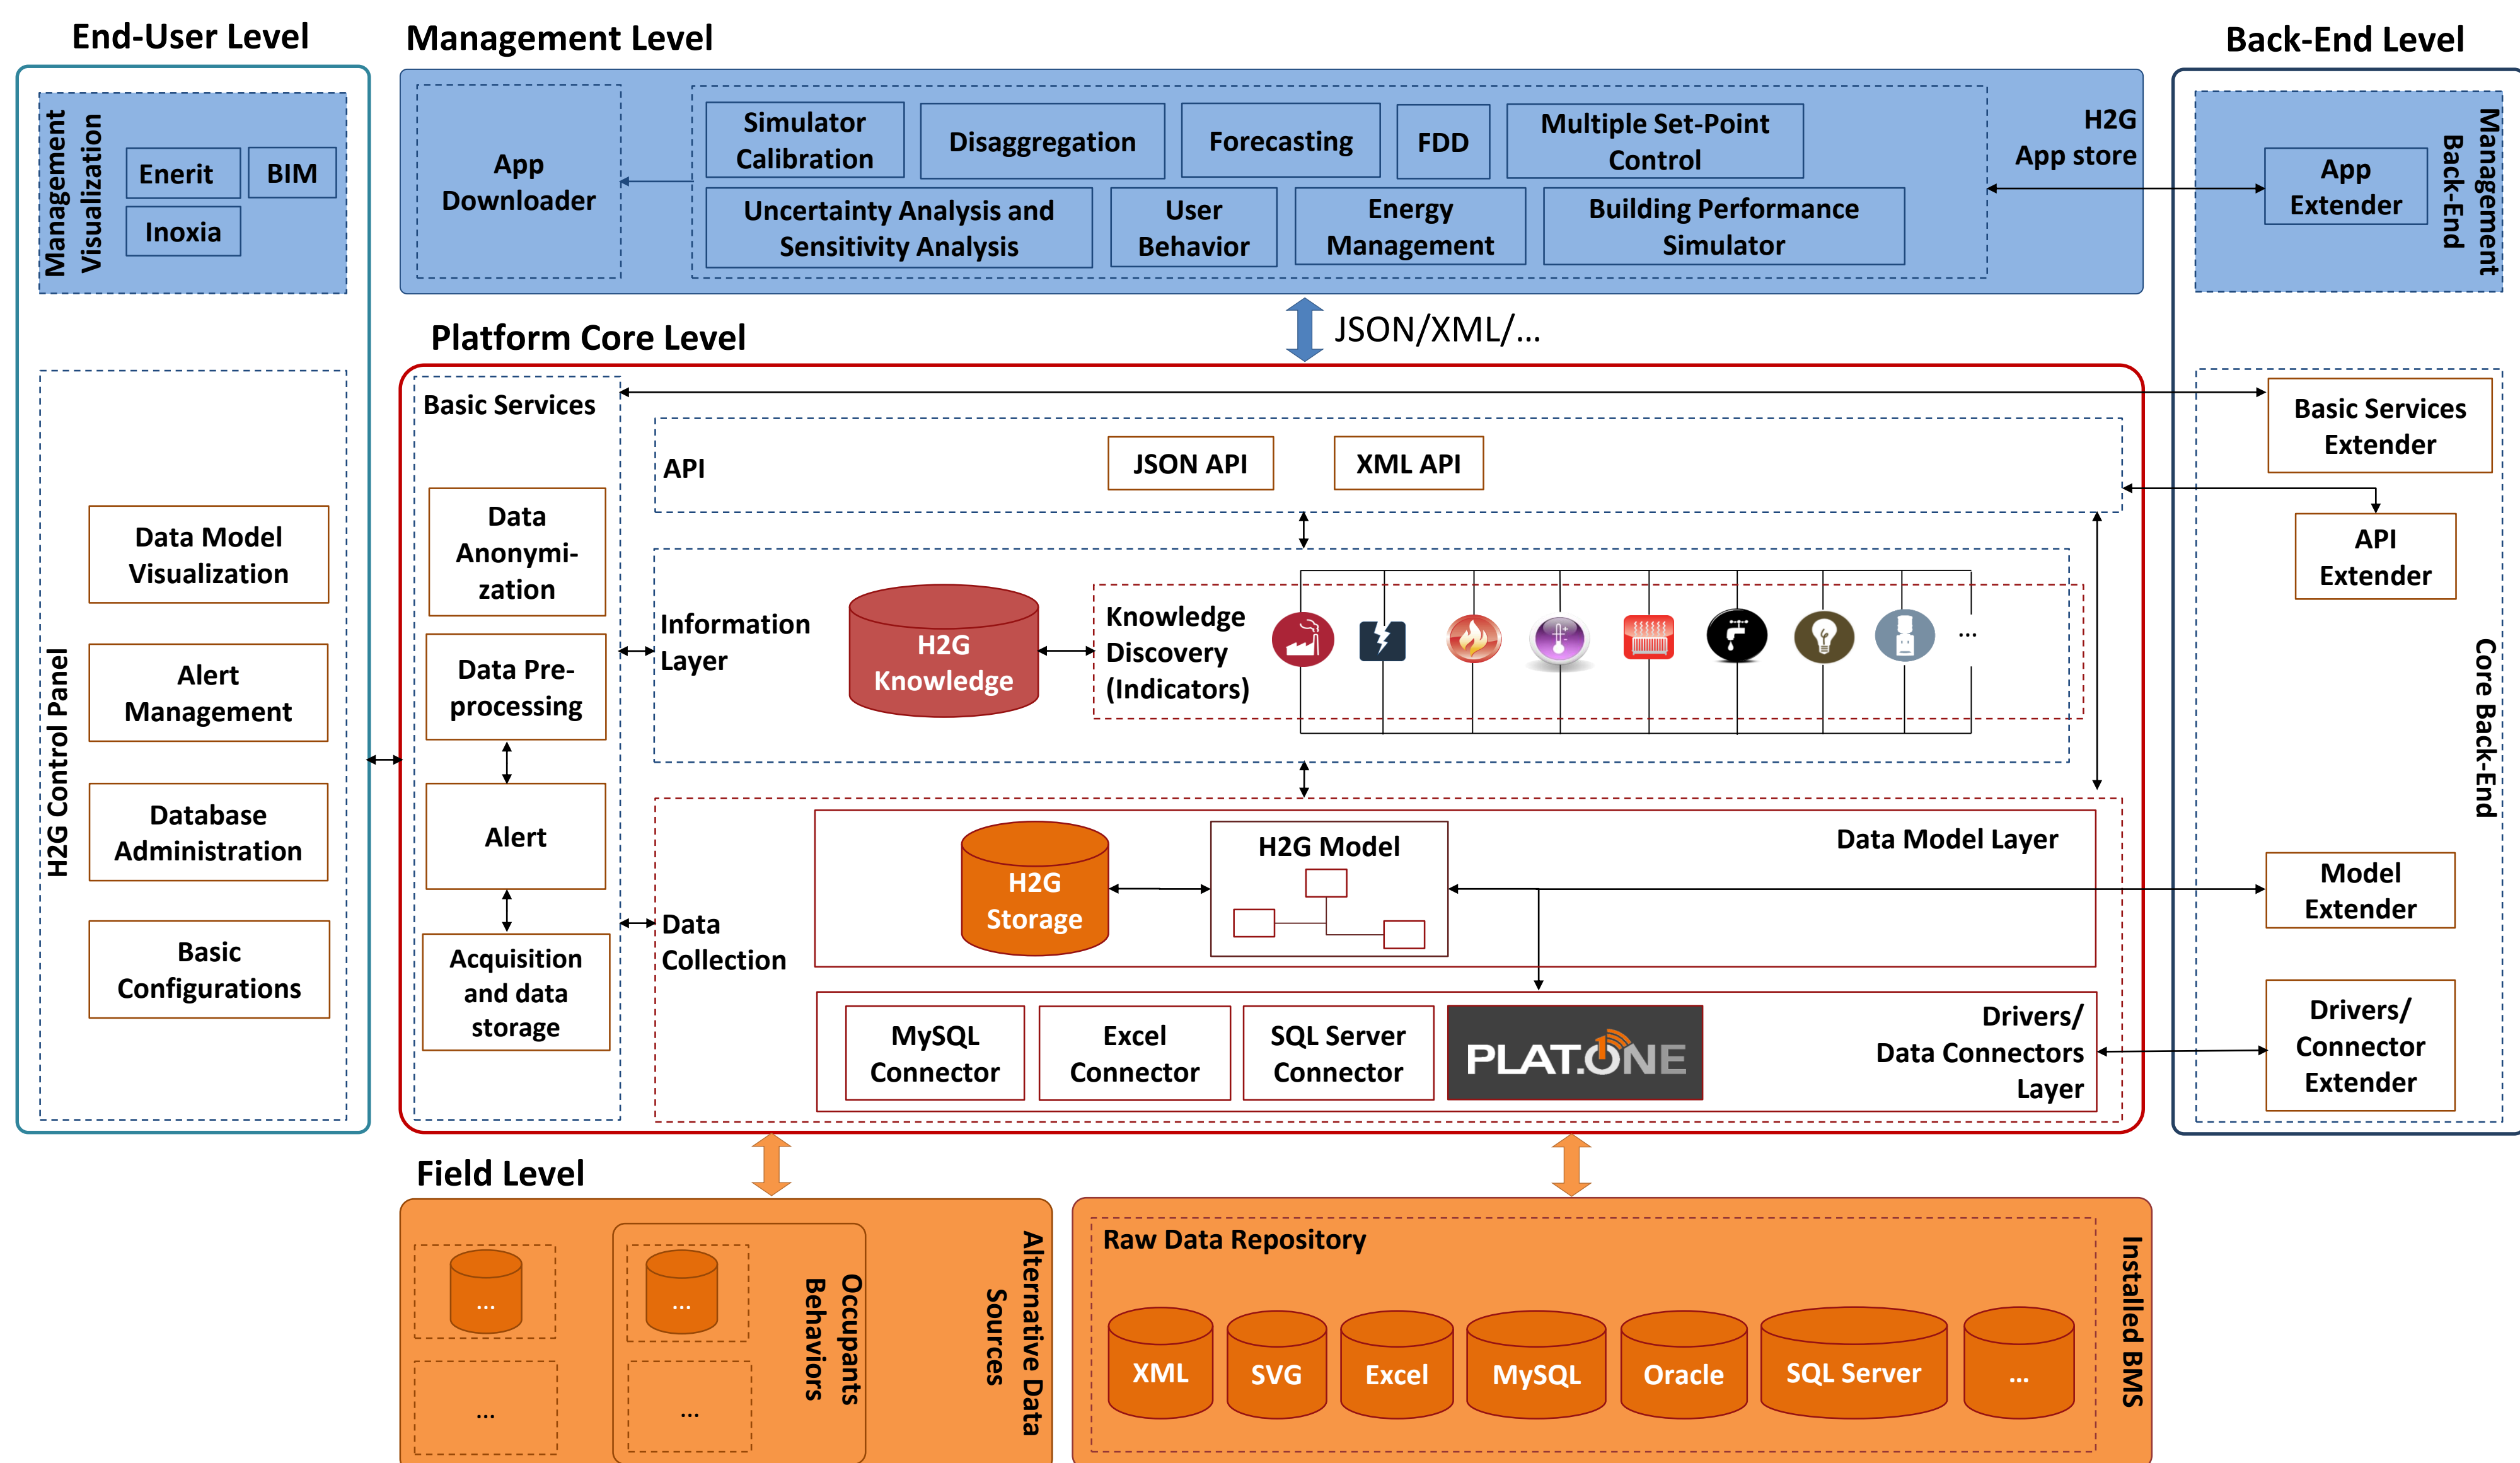 End-User Level
Management Level
Back-End Level
Management
Visualization
Enerit
BIM
Inoxia
App
Downloader
Simulator
Calibration
Disaggregation
Forecasting
FDD
Multiple Set-Point
Control
Uncertainty Analysis and
Sensitivity Analysis
User
Behavior
Energy
Management
Building Performance
Simulator
H2G
App store
App
Extender
Management
Back-End
JSON/XML/...
Platform Core Level
H2G Control Panel
Data Model
Visualization
Alert
Management
Database
Administration
Basic
Configurations
Basic Services
Data
Anonymi-
zation
Data Pre-
processing
Alert
Acquisition
and data
storage
API
JSON API
XML API
Information
Layer
H2G
Knowledge
Knowledge
Discovery
(Indicators)
...
Data
Collection
H2G
Storage
H2G Model
Data Model Layer
MySQL
Connector
Excel
Connector
SQL Server
Connector
PLAT.ONE
Drivers/
Data Connectors
Layer
Basic Services
Extender
API
Extender
Model
Extender
Drivers/
Connector
Extender
Core Back-End
Field Level
...
...
...
...
Occupants
Behaviors
Alternative Data
Sources
Raw Data Repository
XML
SVG
Excel
MySQL
Oracle
SQL Server
...
Installed BMS